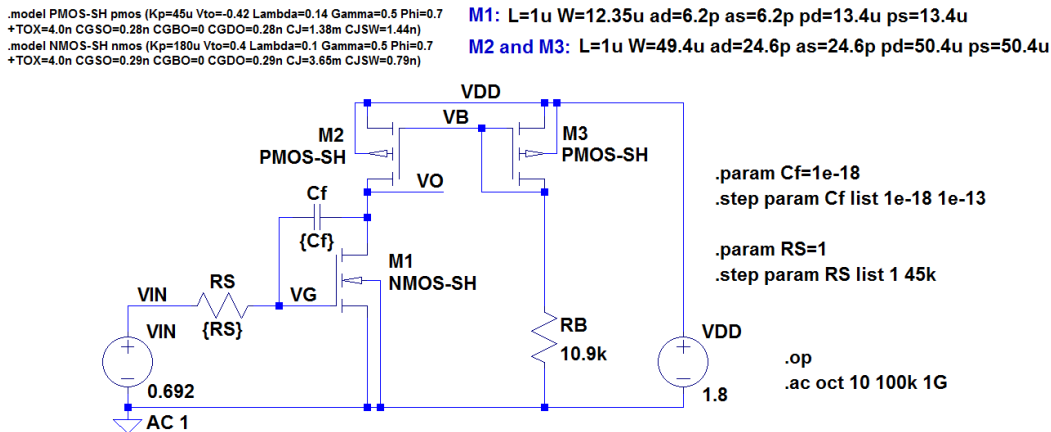 .model PMOS-SH pmos (Kp=45u Vto=-0.42 Lambda=0.14 Gamma=0.5 Phi=0.7
+TOX=4.0n CGSO=0.28n CGBO=0 CGDO=0.28n CJ=1.38m CJSW=1.44n)
.model NMOS-SH nmos (Kp=180u Vto=0.4 Lambda=0.1 Gamma=0.5 Phi=0.7
+TOX=4.0n CGSO=0.29n CGBO=0 CGDO=0.29n CJ=3.65m CJSW=0.79n)
M1: L=1u W=12.35u ad=6.2p as=6.2p pd=13.4u ps=13.4u
M2 and M3: L=1u W=49.4u ad=24.6p as=24.6p pd=50.4u ps=50.4u
VDD
M2
PMOS-SH
VB
M3
PMOS-SH
VO
Cf
{Cf}
M1
NMOS-SH
RS
{RS}
VIN
VG
VIN
0.692
AC 1
RB
10.9k
VDD
1.8
.param Cf=1e-18
.step param Cf list 1e-18 1e-13
.param RS=1
.step param RS list 1 45k
.op
.ac oct 10 100k 1G